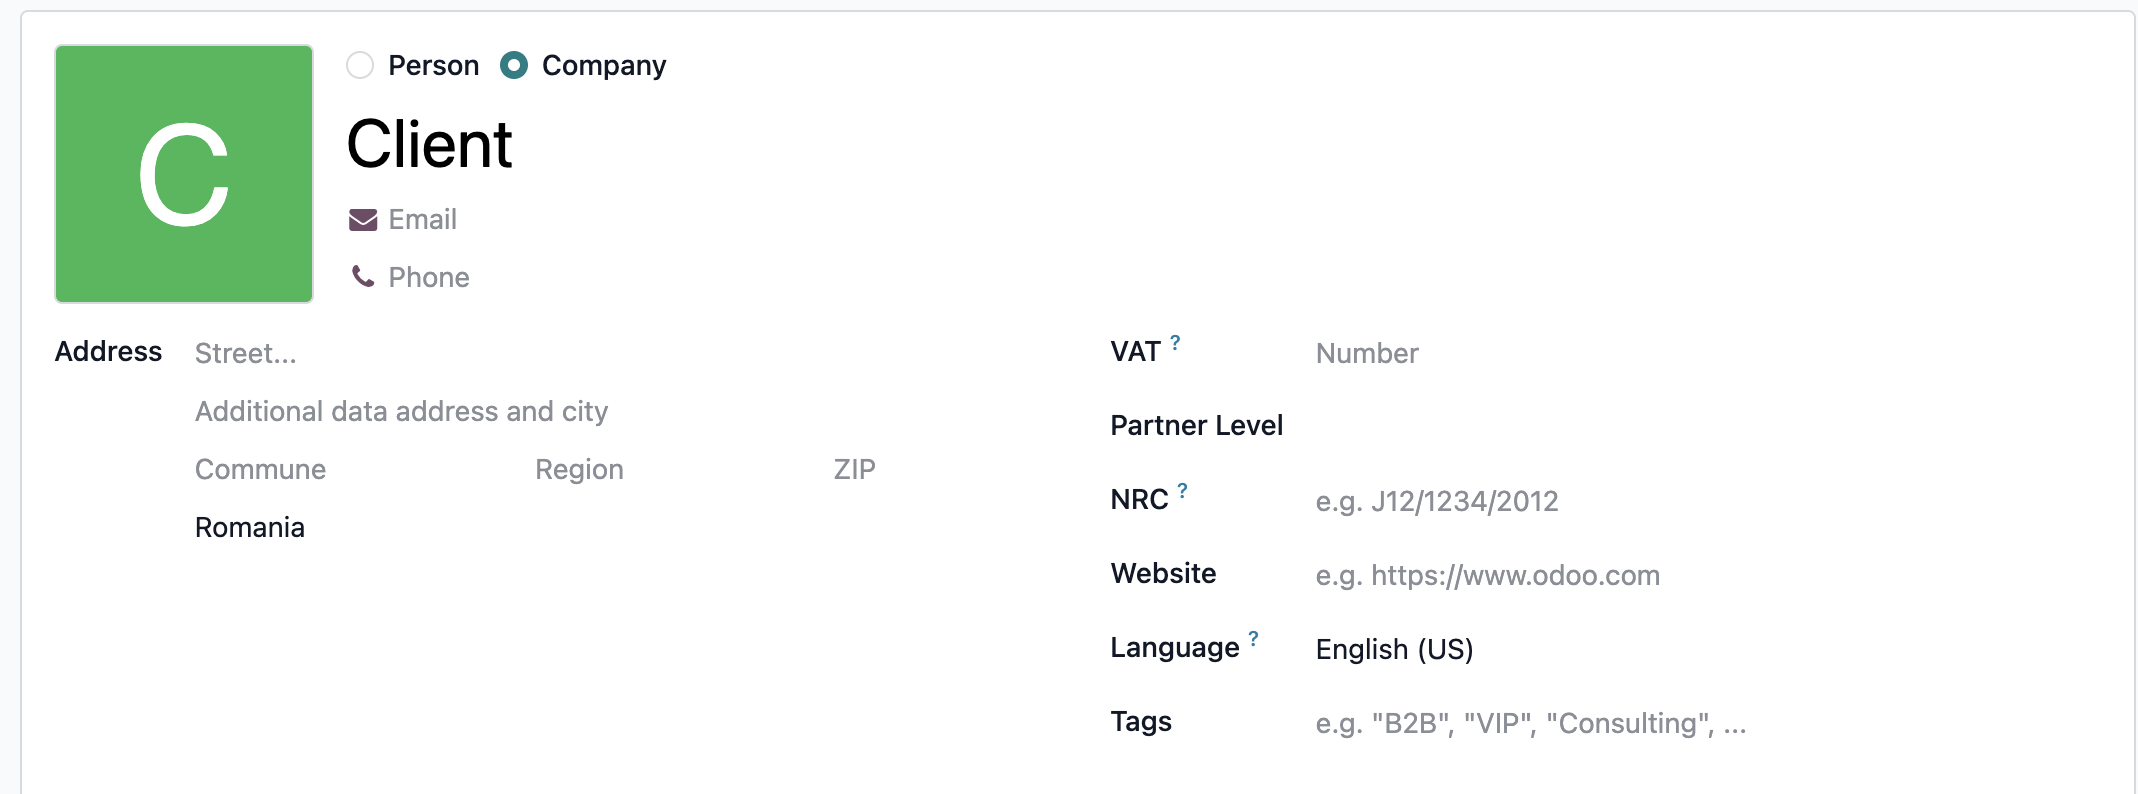 C
Person Company
Client
Email
Phone
Address Street...
Additional data address and city
Commune Region ZIP
Romania
VAT ? Number
Partner Level
NRC ? e.g. J12/1234/2012
Website e.g. https://www.odoo.com
Language ? English (US)
Tags e.g. "B2B", "VIP", "Consulting", ...